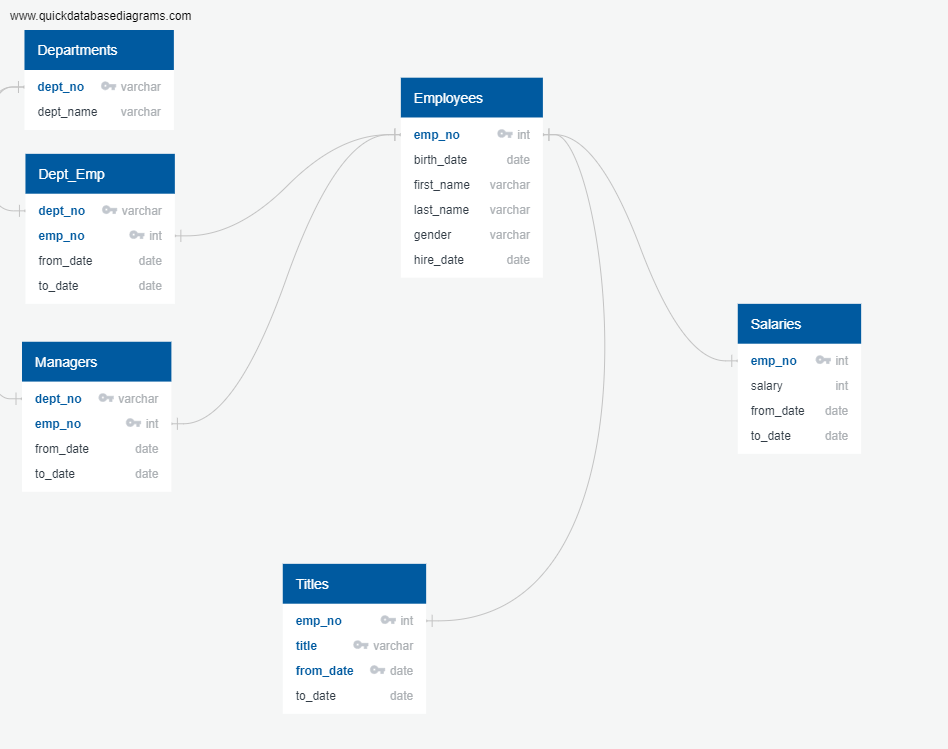 www.quickdatabasediagrams.com
Departments
dept_no varchar
dept_name varchar
Dept_Emp
dept_no varchar
emp_no int
from_date date
to_date date
Managers
dept_no varchar
emp_no int
from_date date
to_date date
Employees
emp_no int
birth_date date
first_name varchar
last_name varchar
gender varchar
hire_date date
Salaries
emp_no int
salary int
from_date date
to_date date
Titles
emp_no int
title varchar
from_date date
to_date date